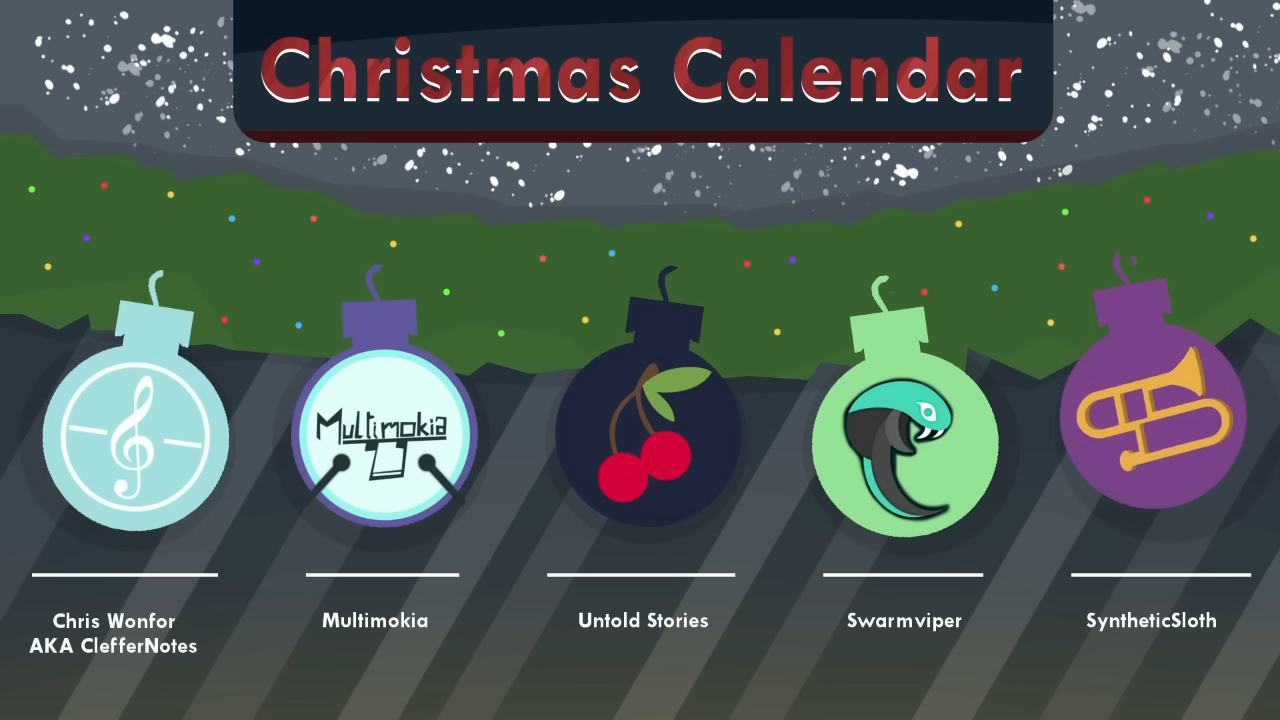 Christmas Calendar
Multimokia
Chris Wonfor
AKA ClefferNotes
Multimokia
Untold Stories
Swarmviper
SyntheticSloth